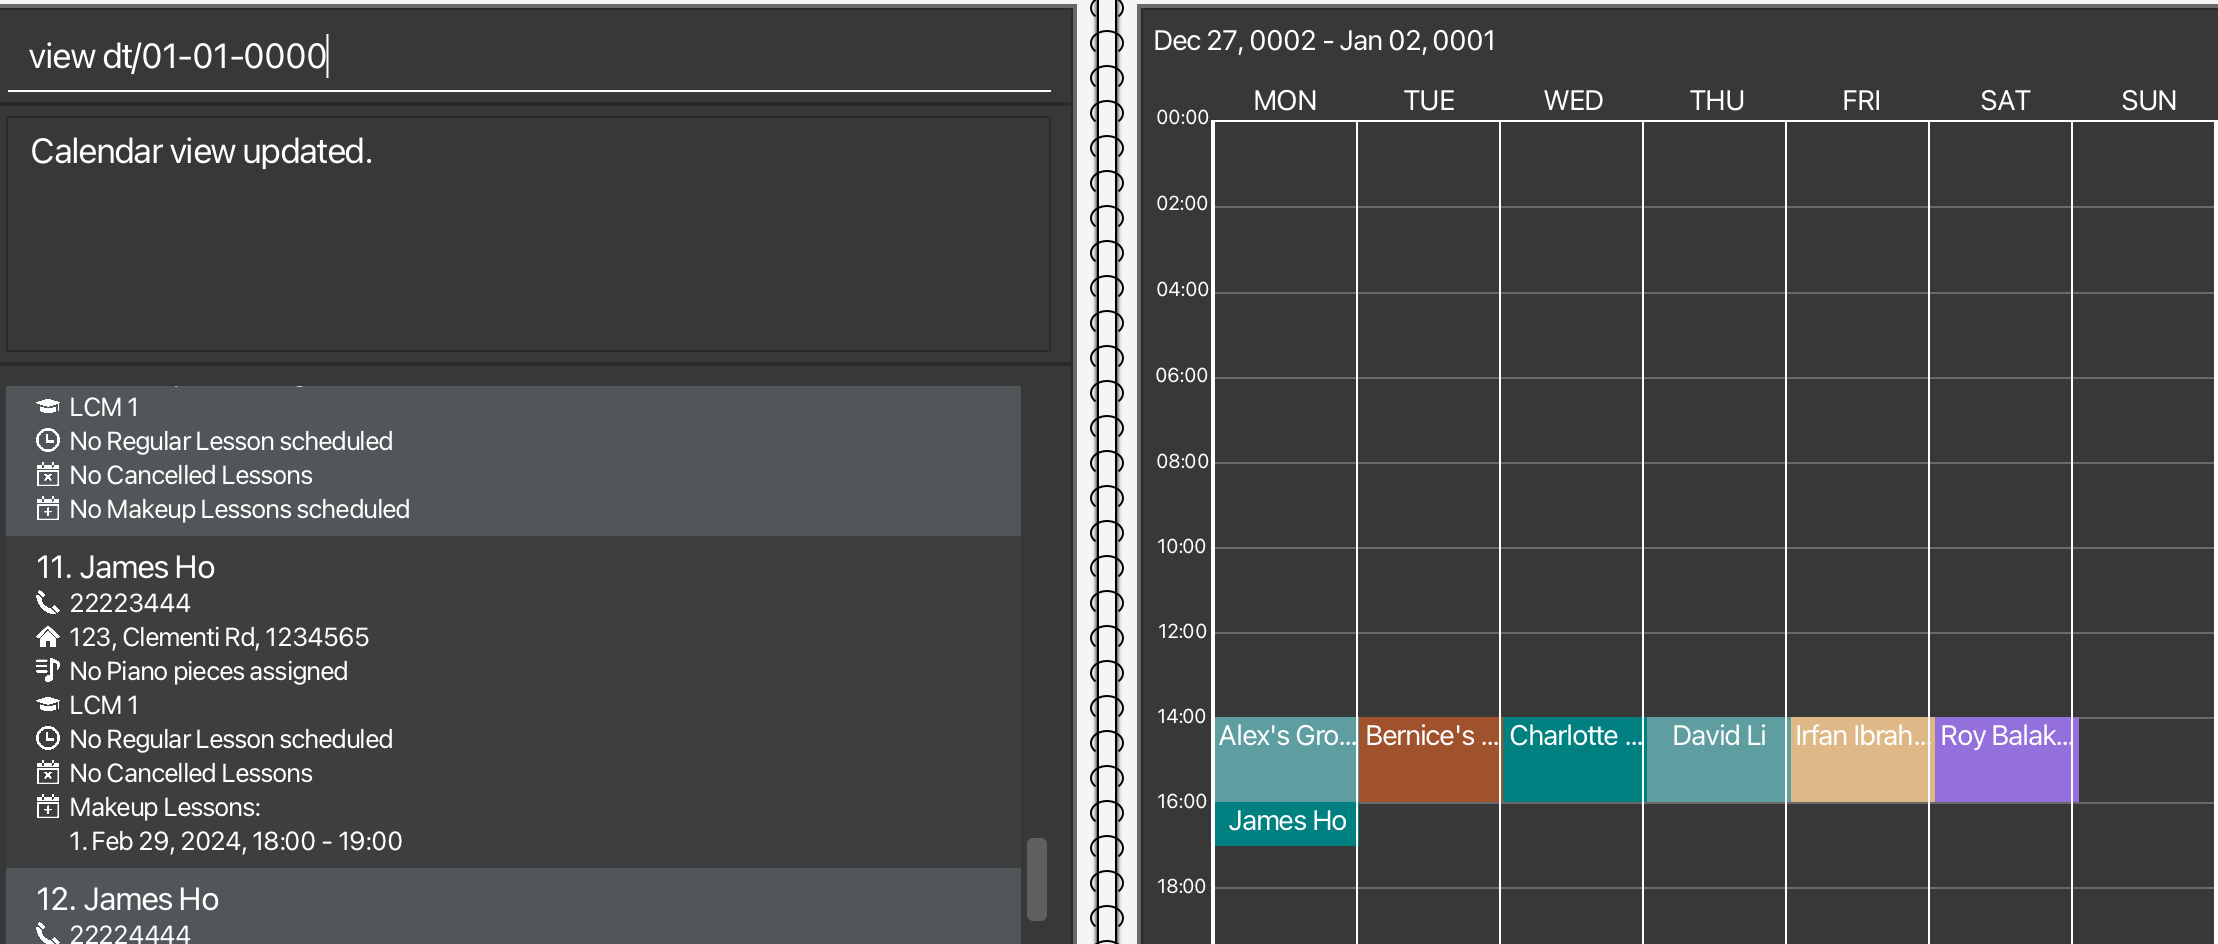 view dt/01-01-0000
Calendar view updated.
LCM 1
No Regular Lesson scheduled
No Cancelled Lessons
No Makeup Lessons scheduled
11. James Ho
22223444
123, Clementi Rd, 1234565
No Piano pieces assigned
LCM 1
No Regular Lesson scheduled
No Cancelled Lessons
Makeup Lessons:
1. Feb 29, 2024, 18:00 - 19:00
12. James Ho
22224444
Dec 27, 0002 - Jan 02, 0001
MON TUE WED THU FRI SAT SUN
00:00
02:00
04:00
06:00
08:00
10:00
12:00
14:00
Alex's Gro... Bernice's ... Charlotte ... David Li Irfan Ibrah... Roy Balak...
16:00
James Ho
18:00